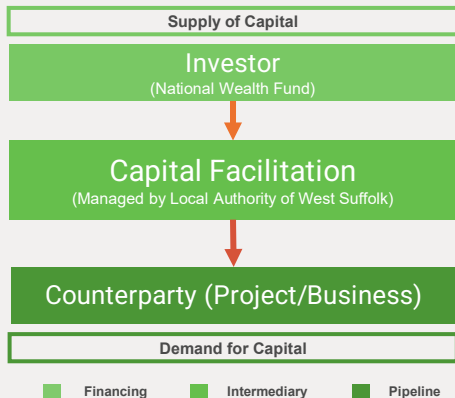 Supply of Capital
Investor
(National Wealth Fund)
Capital Facilitation
(Managed by Local Authority of West Suffolk)
Counterparty (Project/Business)
Demand for Capital
Financing Intermediary Pipeline